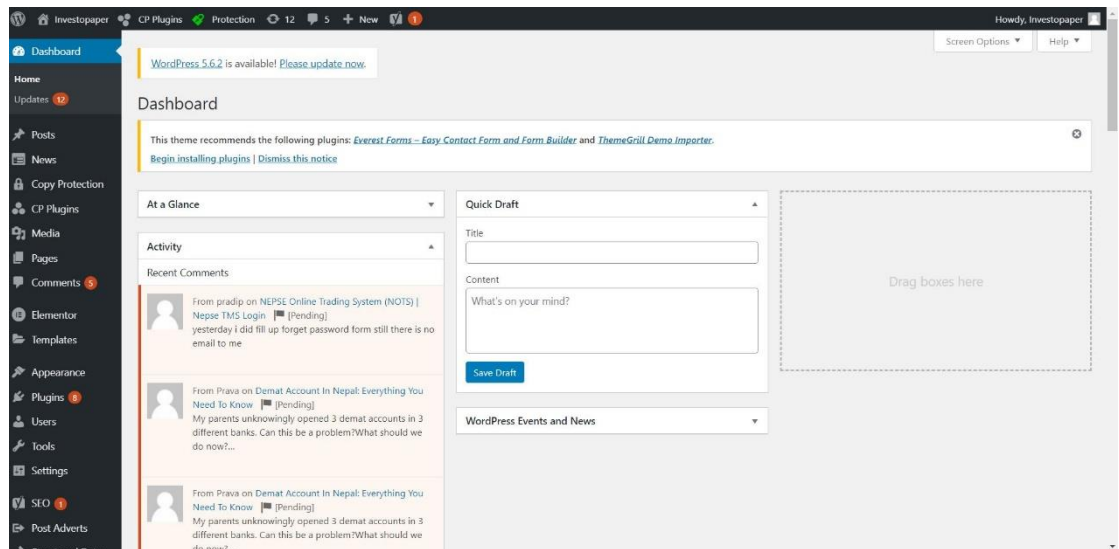 Investopaper CP Plugins Protection 12 5 + New 1 Howdy, Investopaper
Screen Options ▼ Help ▼
Dashboard
Home
Updates 12
Posts
News
Copy Protection
CP Plugins
Media
Pages
Comments 5
Elementor
Templates
Appearance
Plugins 8
Users
Tools
Settings
SEO 1
Post Adverts
WordPress 5.6.2 is available! Please update now.
Dashboard
This theme recommends the following plugins: Everest Forms – Easy Contact Form and Form Builder and ThemeGrill Demo Importer.
Begin installing plugins | Dismiss this notice
At a Glance
Activity
Recent Comments
From pradip on NEPSE Online Trading System (NOTS) |
Nepse TMS Login [Pending]
yesterday i did fill up forget password form still there is no
email to me
From Prava on Demat Account In Nepal: Everything You
Need To Know [Pending]
My parents unknowingly opened 3 demat accounts in 3
different banks. Can this be a problem?What should we
do now?...
From Prava on Demat Account In Nepal: Everything You
Need To Know [Pending]
My parents unknowingly opened 3 demat accounts in 3
different banks. Can this be a problem?What should we
Quick Draft
Title
Content
What's on your mind?
Save Draft
WordPress Events and News
Drag boxes here